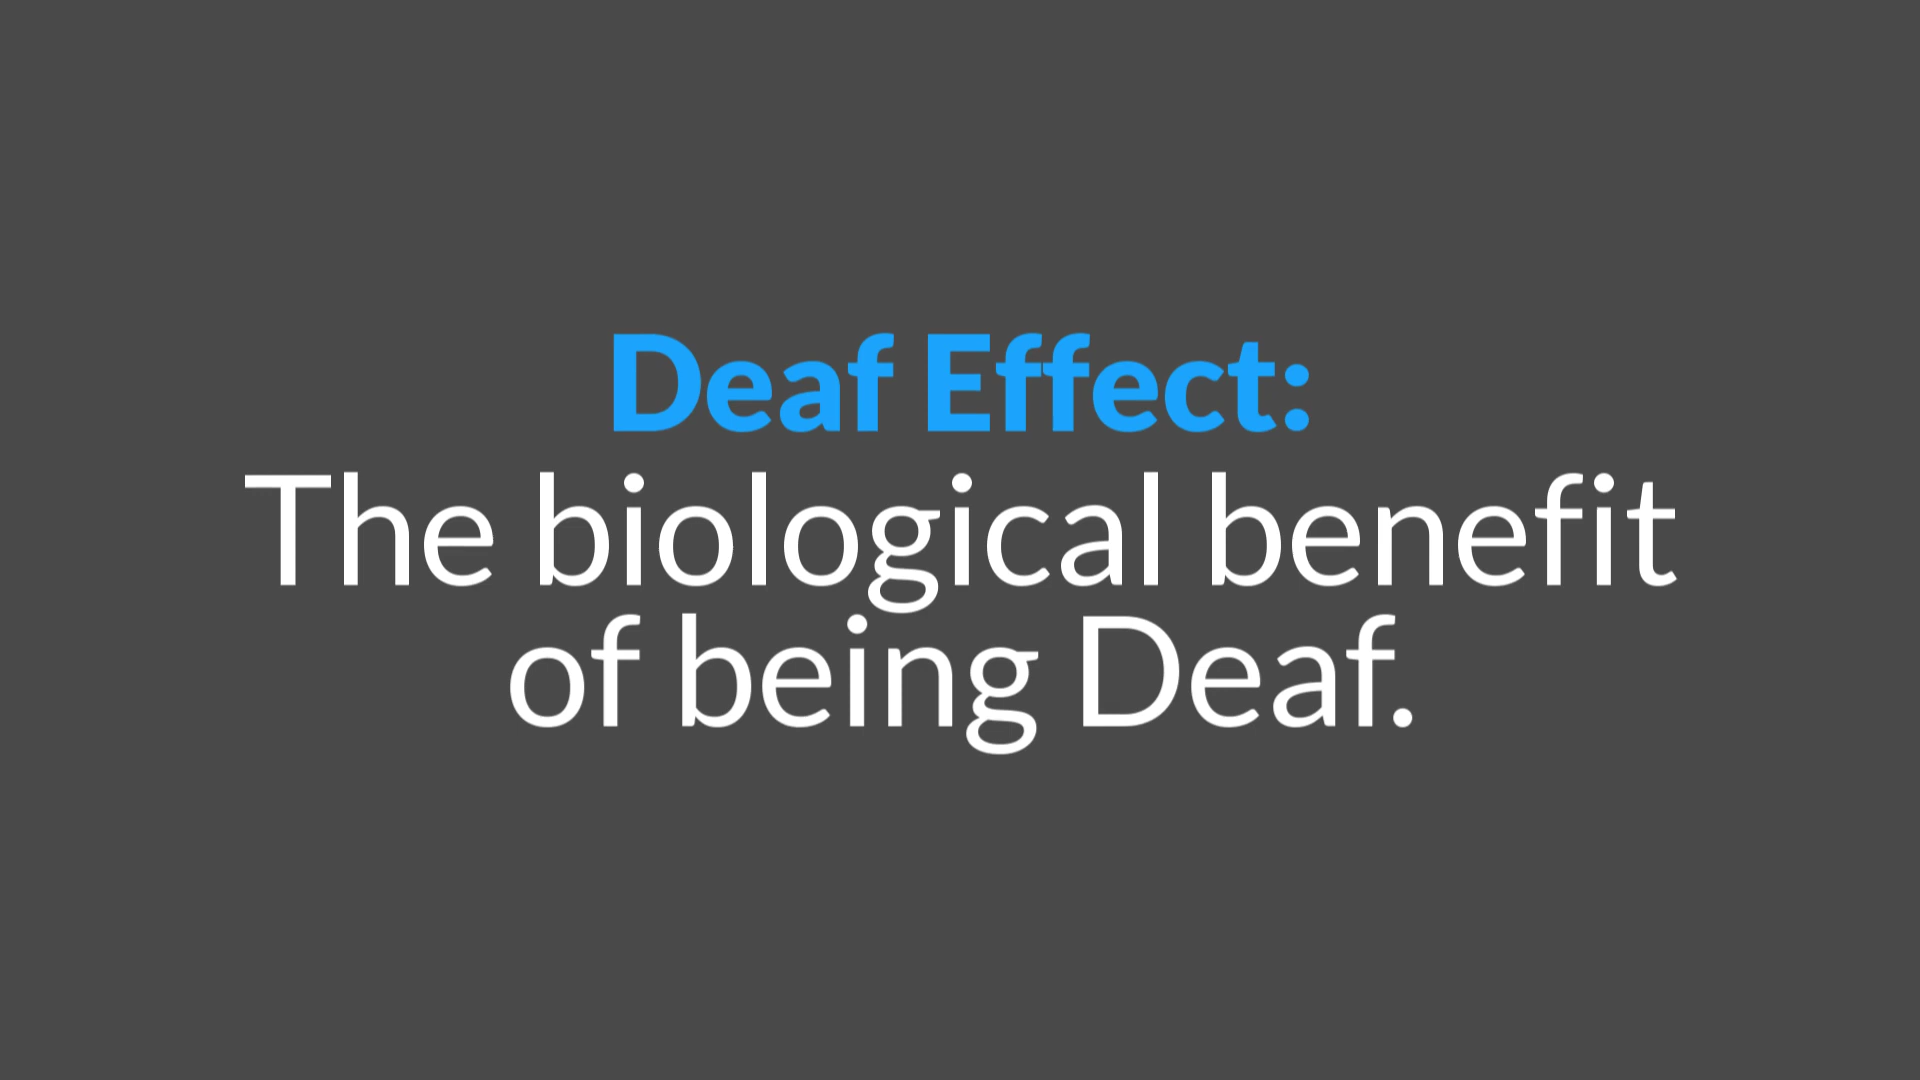 Deaf Effect:
The biological benefit
of being Deaf.